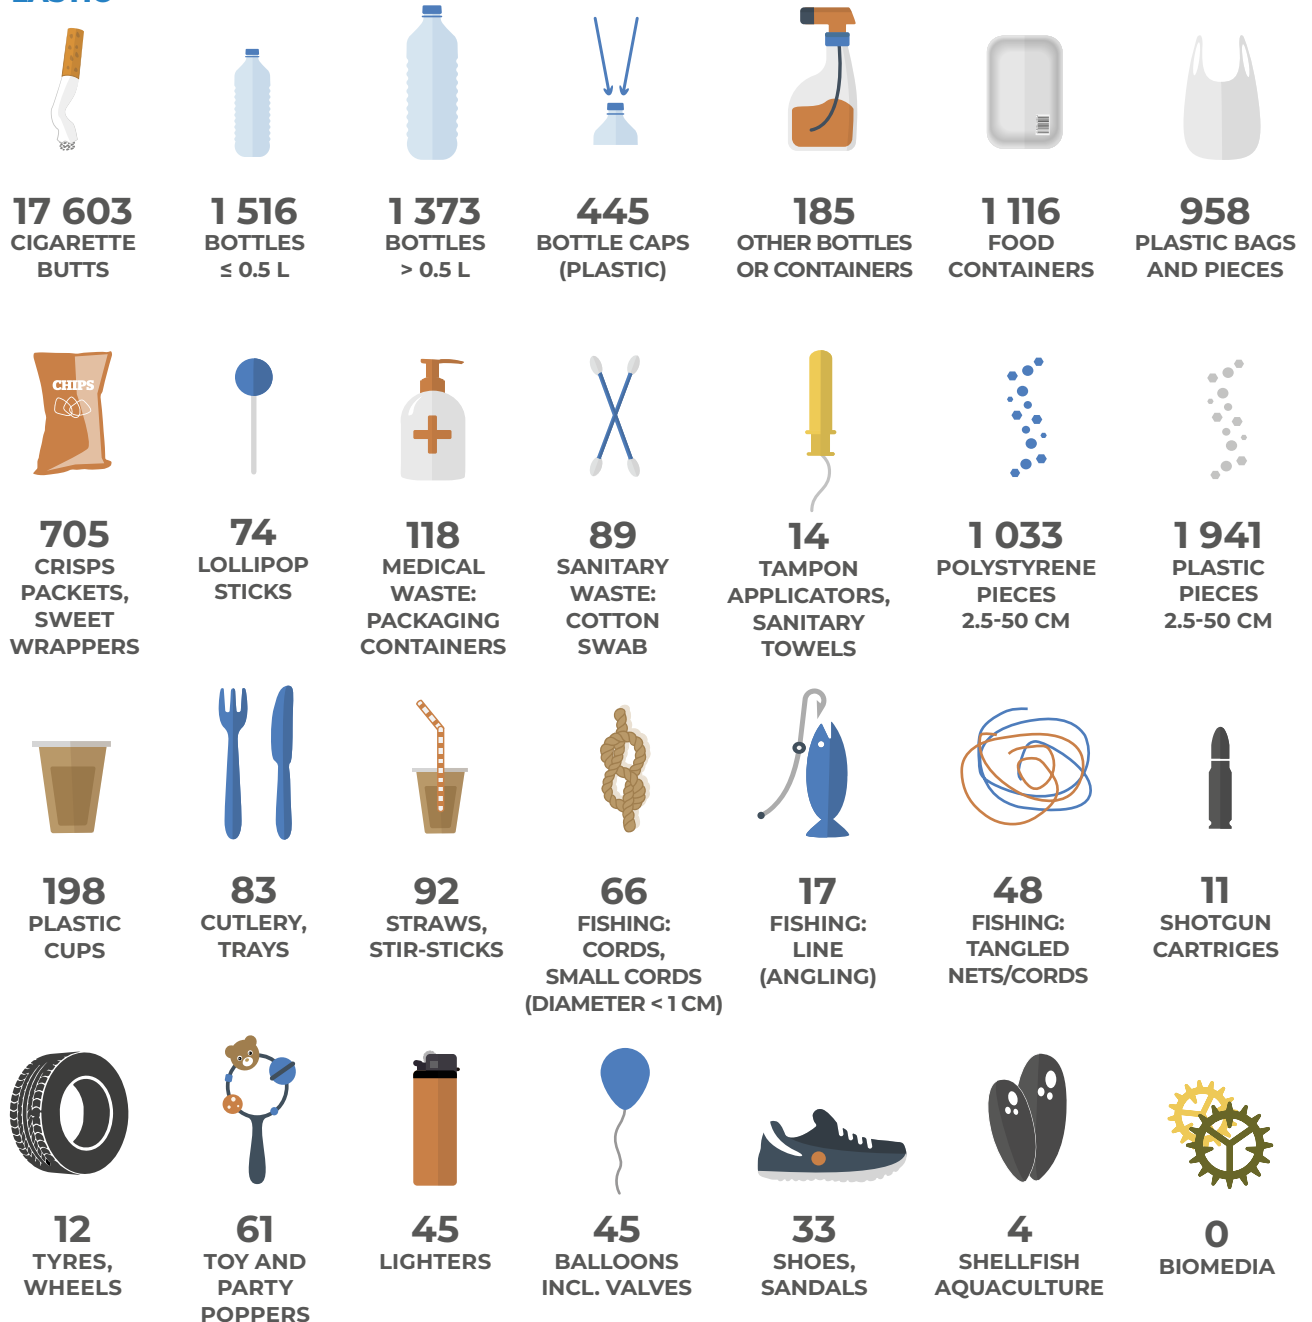 17 603
CIGARETTE
BUTTS
1 516
BOTTLES
≤ 0.5 L
1 373
BOTTLES
> 0.5 L
445
BOTTLE CAPS
(PLASTIC)
185
OTHER BOTTLES
OR CONTAINERS
1 116
FOOD
CONTAINERS
958
PLASTIC BAGS
AND PIECES
CHIPS
705
CRISPS
PACKETS,
SWEET
WRAPPERS
74
LOLLIPOP
STICKS
118
MEDICAL
WASTE:
PACKAGING
CONTAINERS
89
SANITARY
WASTE:
COTTON
SWAB
14
TAMPON
APPLICATORS,
SANITARY
TOWELS
1 033
POLYSTYRENE
PIECES
2.5-50 CM
1 941
PLASTIC
PIECES
2.5-50 CM
198
PLASTIC
CUPS
83
CUTLERY,
TRAYS
92
STRAWS,
STIR-STICKS
66
FISHING:
CORDS,
SMALL CORDS
(DIAMETER < 1 CM)
17
FISHING:
LINE
(ANGLING)
48
FISHING:
TANGLED
NETS/CORDS
11
SHOTGUN
CARTRIGES
12
TYRES,
WHEELS
61
TOY AND
PARTY
POPPERS
45
LIGHTERS
45
BALLOONS
INCL. VALVES
33
SHOES,
SANDALS
4
SHELLFISH
AQUACULTURE
0
BIOMEDIA